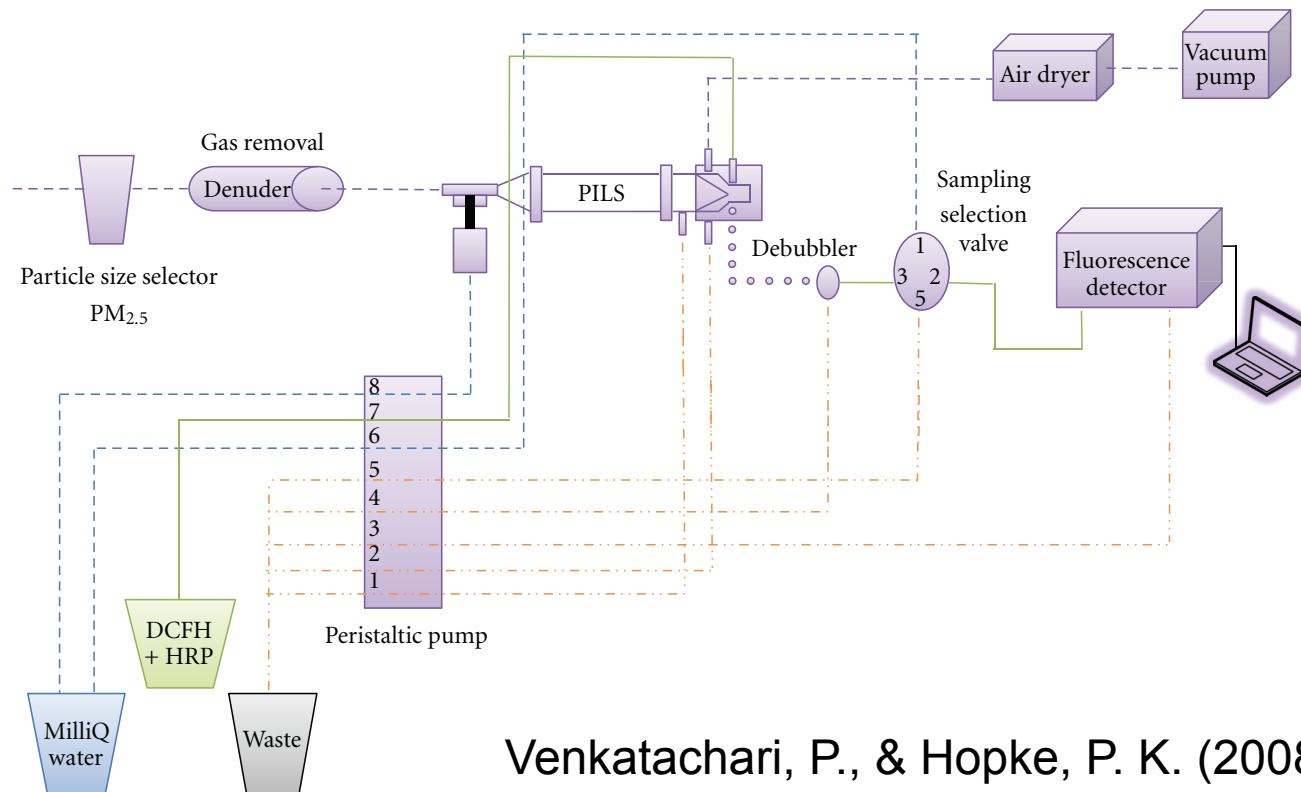 Vacuum
pump
Air dryer
Gas removal
Denuder
PILS
Sampling
selection
valve
Debubbler
1
3 2
5
Fluorescence
detector
Particle size selector
PM2.5
8
7
6
5
4
3
2
1
Peristaltic pump
DCFH
+ HRP
MilliQ
water
Waste
Venkatachari, P., & Hopke, P. K. (2008